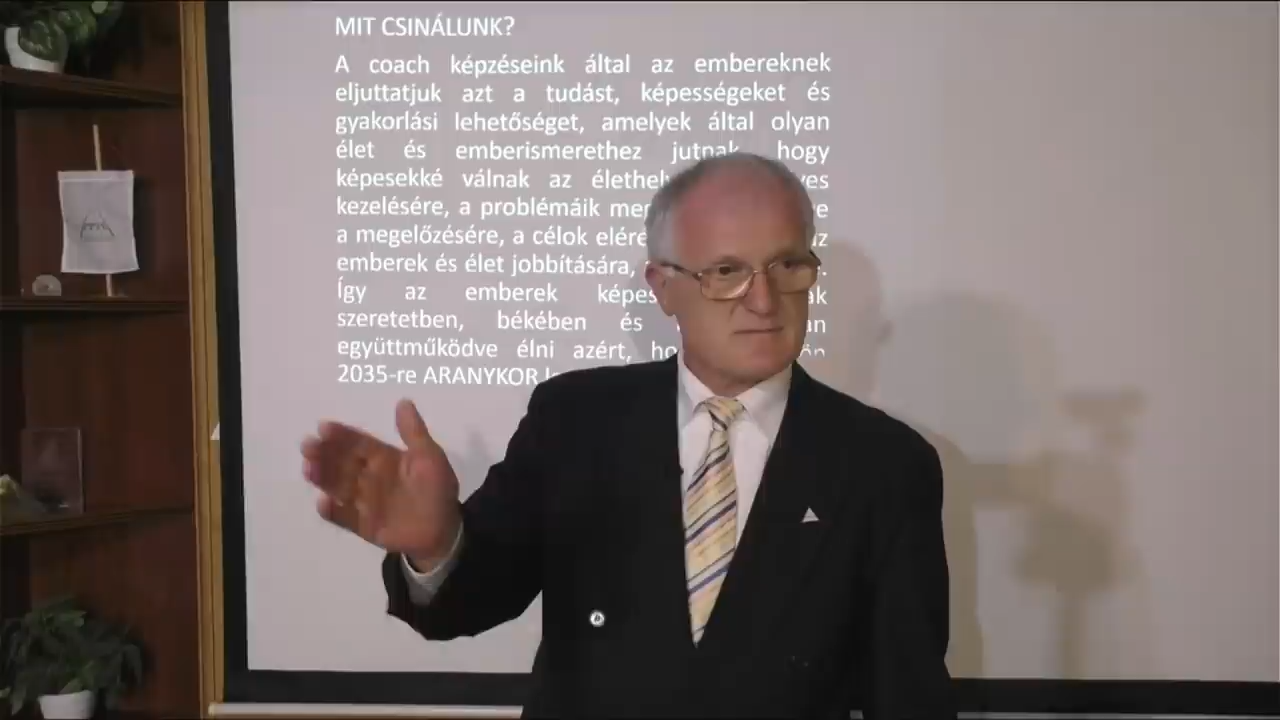 MIT CSINÁLUNK?
A coach képzéseink által az embereknek
eljuttatjuk azt a tudást, képességeket és
gyakorlási lehetőséget, amelyek által olyan
élet és emberismerethez jutnak, hogy
képesekké válnak az
kezelésére, a problémáik
a megelőzésére, a célok
emberek és élet jobbítására,
Így az emberek
szeretetben, békében és
együttműködve élni azért,
2035-re ARANYKOR